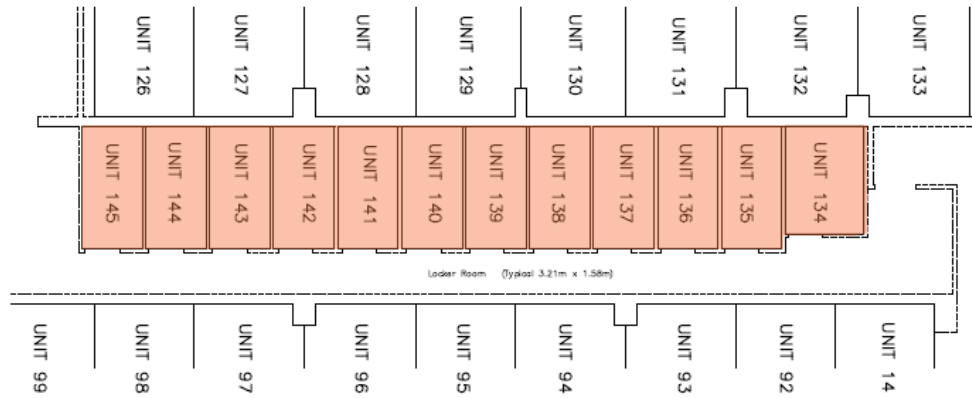 UNIT 126
UNIT 127
UNIT 128
UNIT 129
UNIT 130
UNIT 131
UNIT 132
UNIT 133
UNIT 145
UNIT 144
UNIT 143
UNIT 142
UNIT 141
UNIT 140
UNIT 139
UNIT 138
UNIT 137
UNIT 136
UNIT 135
UNIT 134
Locker Room (Typical 3.21m x 1.58m)
UNIT 99
UNIT 98
UNIT 97
UNIT 96
UNIT 95
UNIT 94
UNIT 93
UNIT 92
UNIT 14